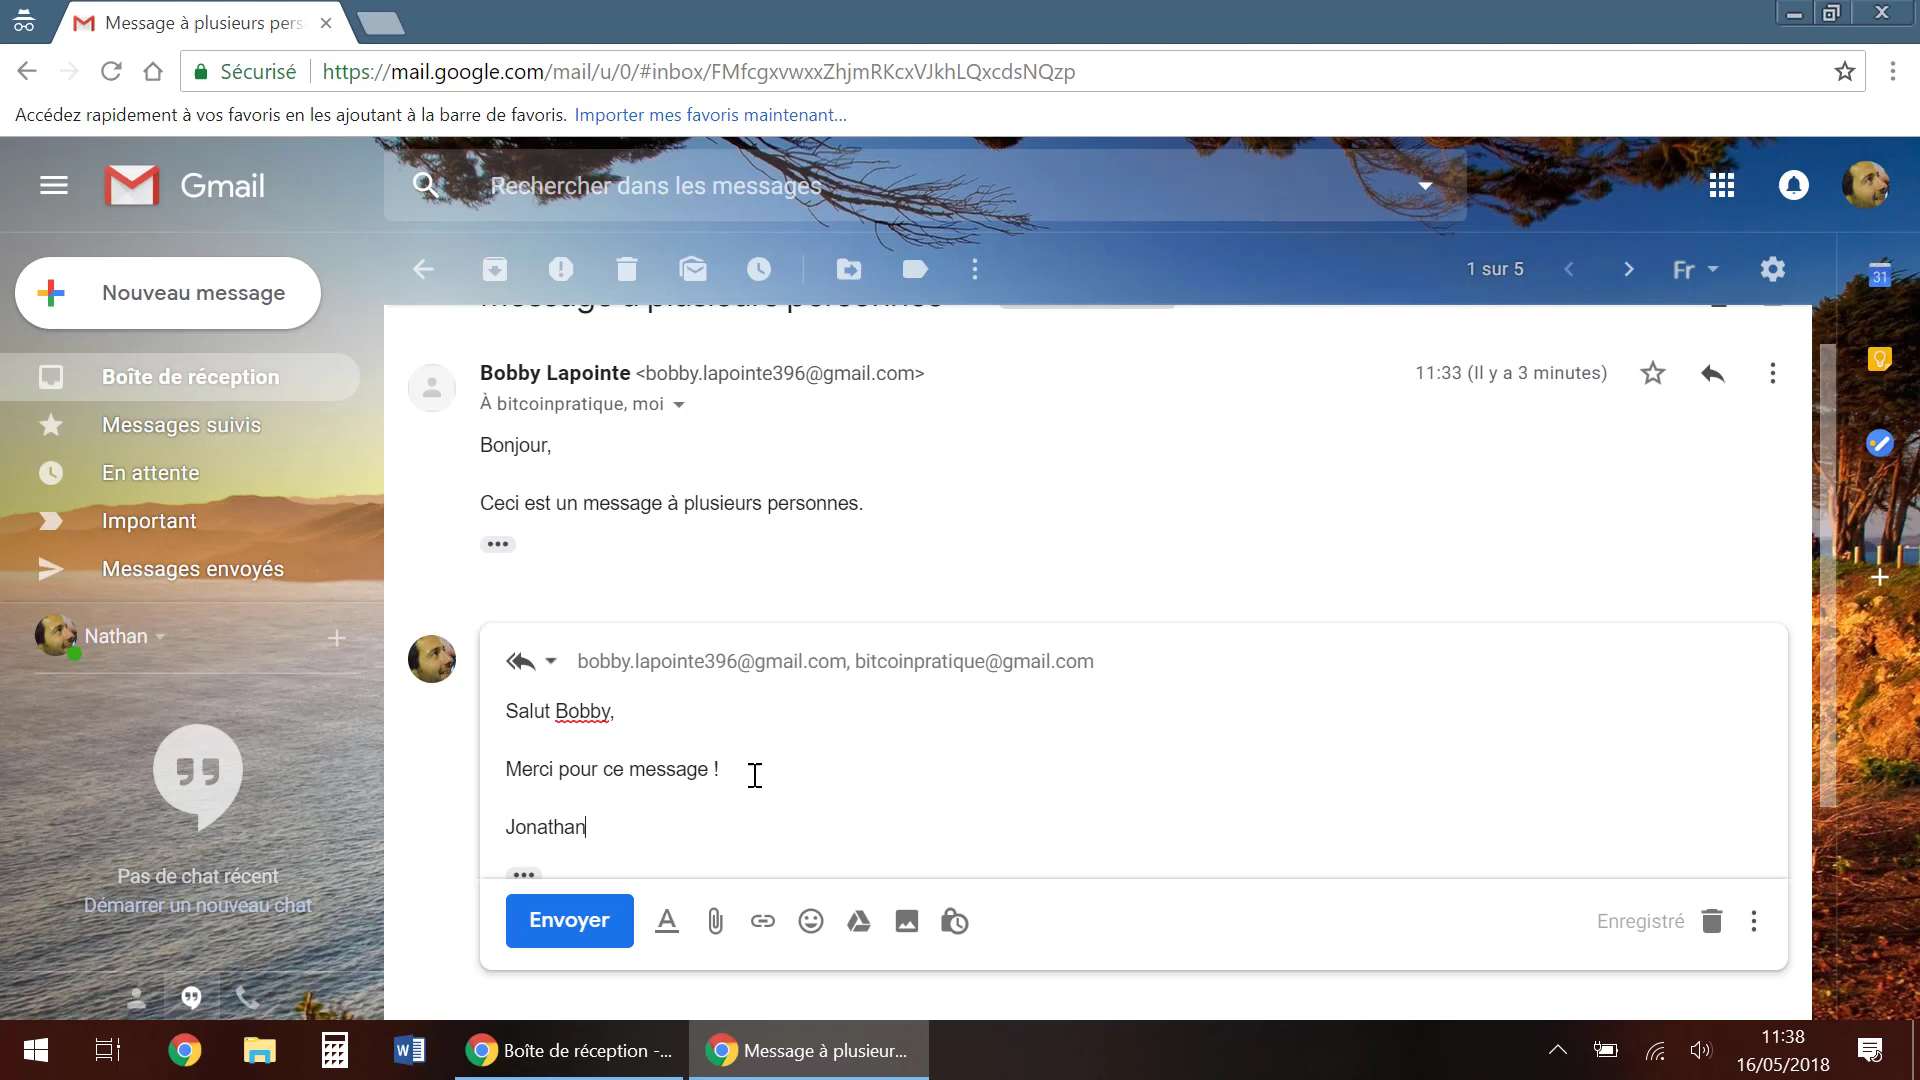 Message à plusieurs pers
Sécurisé
https://mail.google.com/mail/u/0/#inbox/FMfcgxvwxxZhjmRKcxVJkhLQxcdsNQzp
Accédez rapidement à vos favoris en les ajoutant à la barre de favoris. Importer mes favoris maintenant...
Gmail
Rechercher dans les messages
Nouveau message
1 sur 5
Fr
31
Message à plusieurs personnes
Boîte de réception
Messages suivis
En attente
Important
Messages envoyés
Nathan
Pas de chat récent
Démarrer un nouveau chat
Bobby Lapointe <bobby.lapointe396@gmail.com>
11:33 (Il y a 3 minutes)
À bitcoinpratique, moi
Bonjour,
Ceci est un message à plusieurs personnes.
bobby.lapointe396@gmail.com, bitcoinpratique@gmail.com
Salut Bobby,
Merci pour ce message !
Jonathan
Envoyer
Enregistré
Boîte de réception -...
Message à plusieur...
11:38
16/05/2018